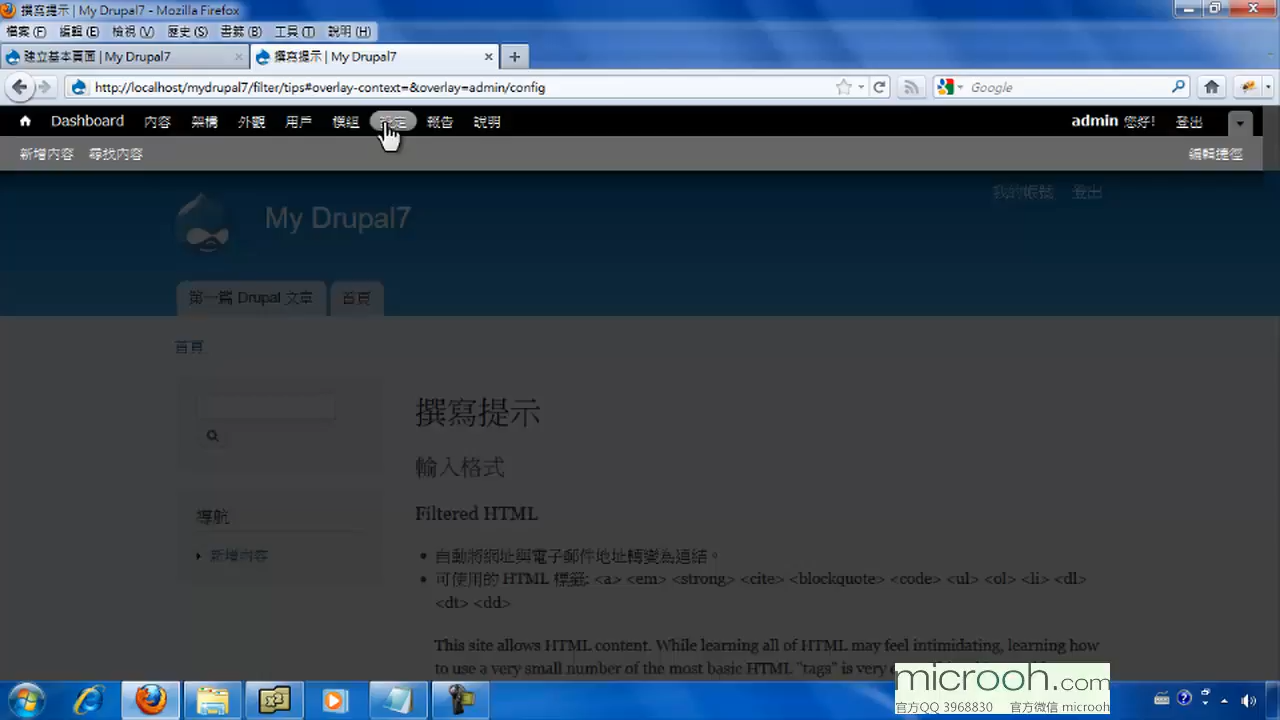 撰寫提示 | My Drupal7 - Mozilla Firefox
檔案(F) 編輯(E) 檢視(V) 歷史(S) 書籤(B) 工具(T) 說明(H)
建立基本頁面 | My Drupal7 撰寫提示 | My Drupal7
http://localhost/mydrupal7/filter/tips#overlay-context=&overlay=admin/config Google
Dashboard 內容 架構 外觀 用戶 模組 設定 報告 說明 admin 您好! 登出
新增內容 尋找內容 編輯捷徑
我的帳號 登出
My Drupal7
第一篇 Drupal 文章 首頁
首頁
撰寫提示
輸入格式
Filtered HTML
導航
新增內容
自動將網址與電子郵件地址轉變為連結。
可使用的 HTML 標籤: <a> <em> <strong> <cite> <blockquote> <code> <ul> <ol> <li> <dl>
<dt> <dd>
This site allows HTML content. While learning all of HTML may feel intimidating, learning how
to use a very small number of the most basic HTML "tags" is very
microoh.com
官方QQ 3968830 官方微信 microoh